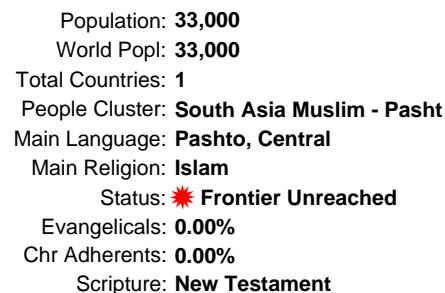 Population: 33,000
World Popl: 33,000
Total Countries: 1
People Cluster: South Asia Muslim - Pasht
Main Language: Pashto, Central
Main Religion: Islam
Status: Frontier Unreached
Evangelicals: 0.00%
Chr Adherents: 0.00%
Scripture: New Testament